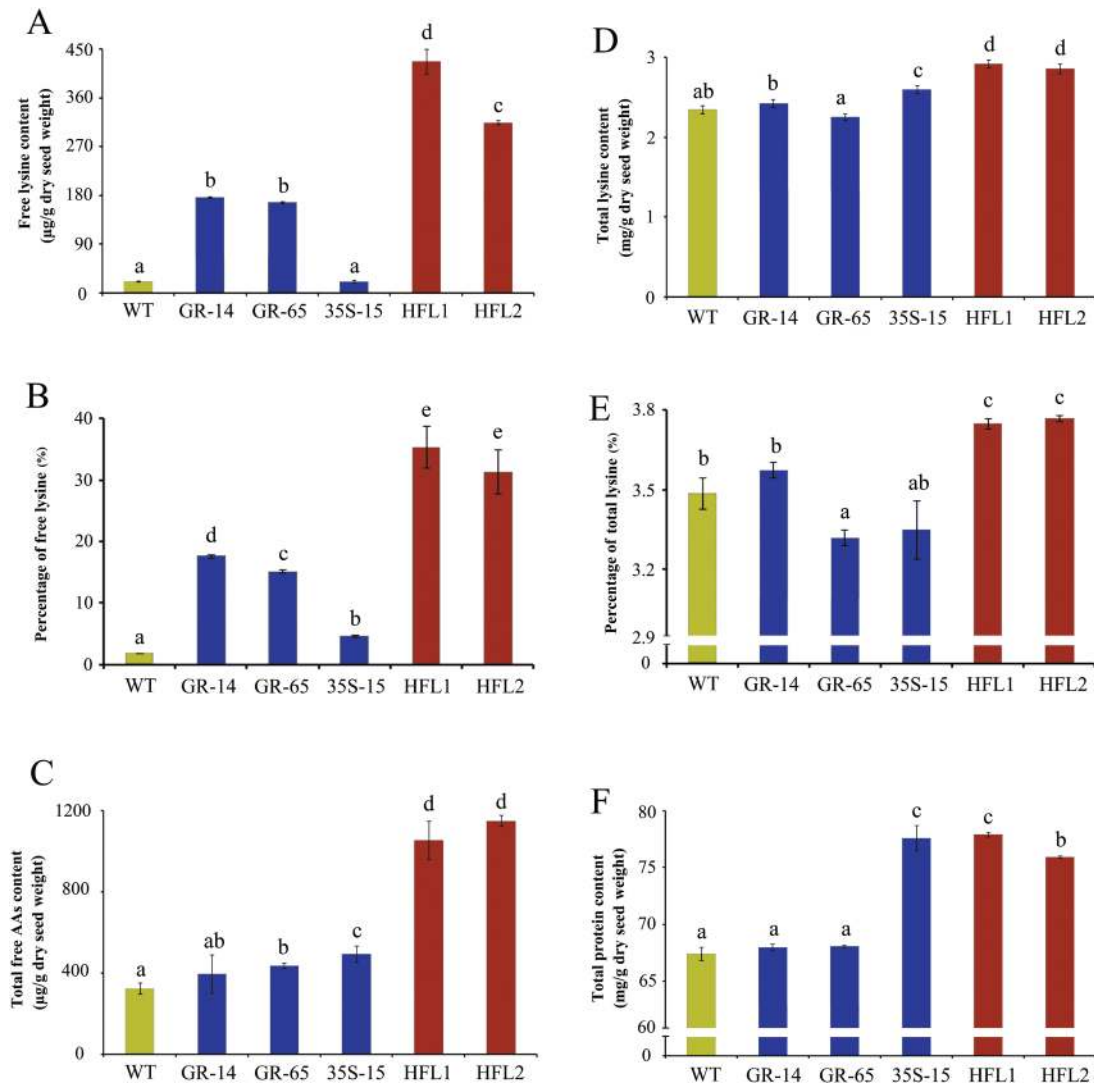 A
Free lysine content
(µg/g dry seed weight)
450
360
270
180
90
0
a
b
b
a
d
c
WT GR-14 GR-65 35S-15 HFL1 HFL2
D
Total lysine content
(mg/g dry seed weight)
3
2
1
0
ab
b
a
c
d
d
WT GR-14 GR-65 35S-15 HFL1 HFL2
B
Percentage of free lysine (%)
40
30
20
10
0
a
d
c
b
e
e
WT GR-14 GR-65 35S-15 HFL1 HFL2
E
Percentage of total lysine (%)
3.8
3.5
3.2
2.9
0
b
b
a
ab
c
c
WT GR-14 GR-65 35S-15 HFL1 HFL2
C
Total free AAs content
(µg/g dry seed weight)
1200
800
400
0
a
ab
b
c
d
d
WT GR-14 GR-65 35S-15 HFL1 HFL2
F
Total protein content
(mg/g dry seed weight)
80
75
70
65
60
0
a
a
a
c
c
b
WT GR-14 GR-65 35S-15 HFL1 HFL2